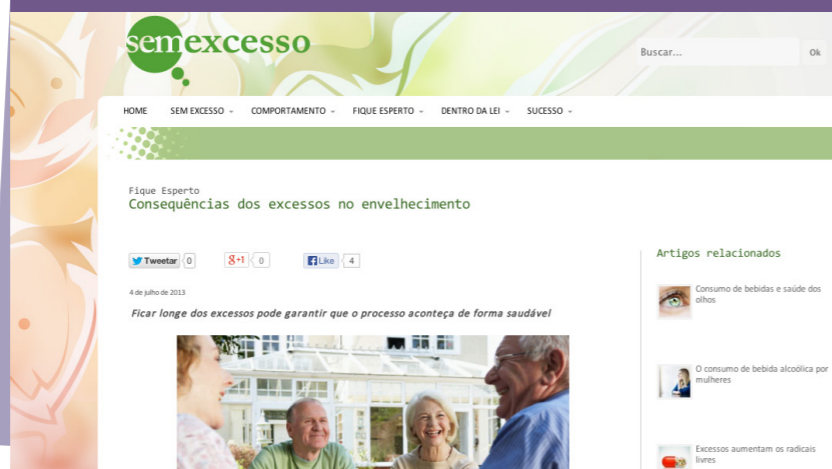 semexcesso
Buscar...
Ok
HOME SEM EXCESSO COMPORTAMENTO FIQUE ESPERTO DENTRO DA LEI SUCESSO
Fique Esperto
Consequências dos excessos no envelhecimento
Tweetar 0 g+1 0 Like 4
4 de julho de 2013
Ficar longe dos excessos pode garantir que o processo aconteça de forma saudável
Artigos relacionados
Consumo de bebidas e saúde dos
olhos
O consumo de bebida alcoólica por
mulheres
Excessos aumentam os radicais
livres